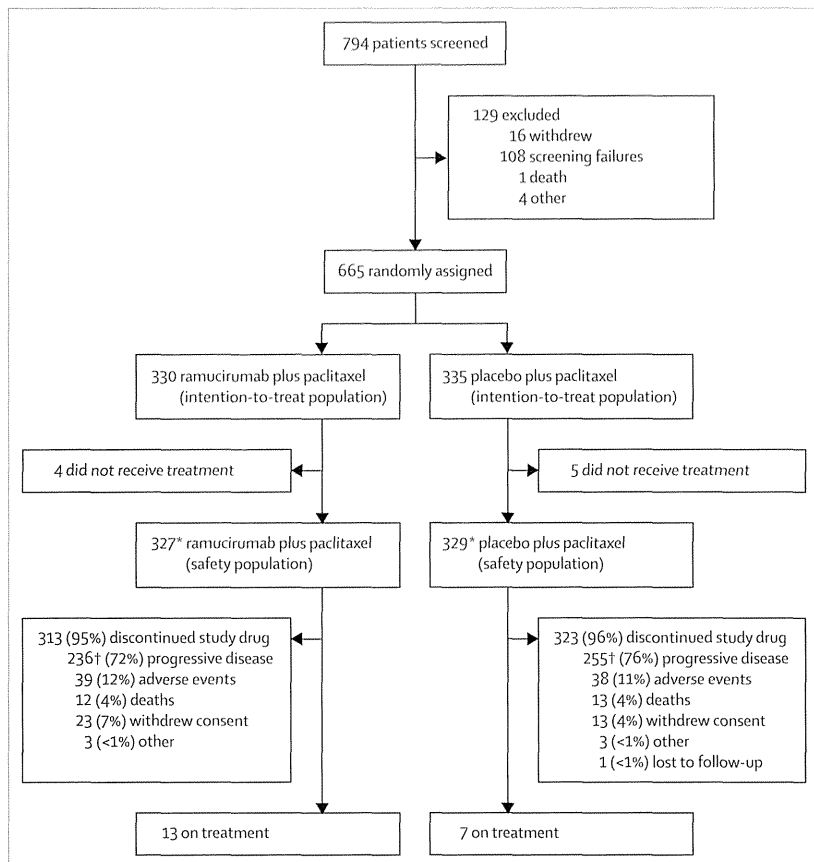 794 patients screened
129 excluded
16 withdrew
108 screening failures
1 death
4 other
665 randomly assigned
330 ramucirumab plus paclitaxel
(intention-to-treat population)
335 placebo plus paclitaxel
(intention-to-treat population)
4 did not receive treatment
5 did not receive treatment
327* ramucirumab plus paclitaxel
(safety population)
329* placebo plus paclitaxel
(safety population)
313 (95%) discontinued study drug
236† (72%) progressive disease
39 (12%) adverse events
12 (4%) deaths
23 (7%) withdrew consent
3 (<1%) other
323 (96%) discontinued study drug
255† (76%) progressive disease
38 (11%) adverse events
13 (4%) deaths
13 (4%) withdrew consent
3 (<1%) other
1 (<1%) lost to follow-up
13 on treatment
7 on treatment